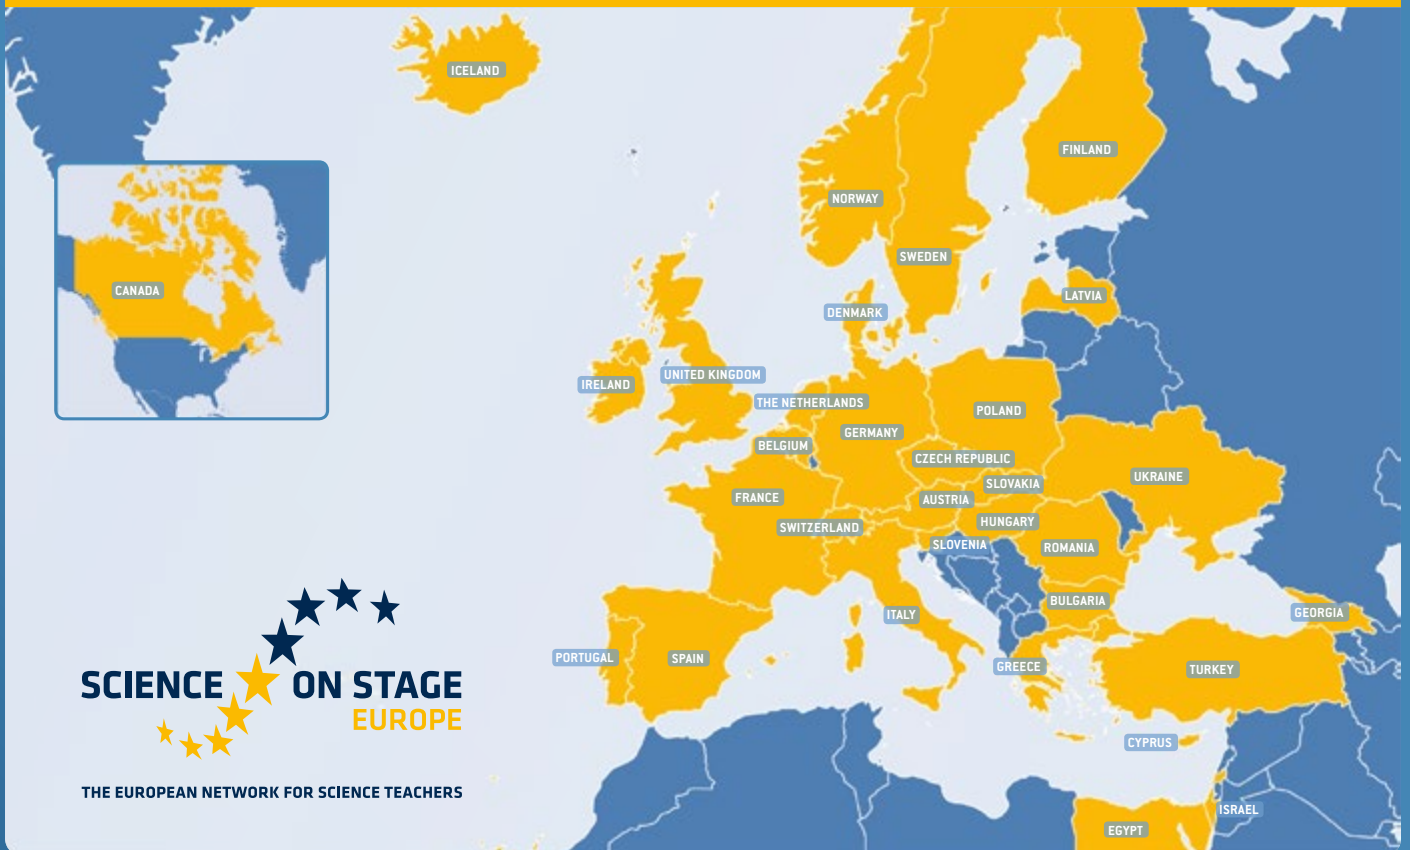 ICELAND
FINLAND
NORWAY
SWEDEN
CANADA
LATVIA
DENMARK
UNITED KINGDOM
IRELAND
THE NETHERLANDS
POLAND
GERMANY
BELGIUM
CZECH REPUBLIC
UKRAINE
SLOVAKIA
FRANCE
AUSTRIA
HUNGARY
SWITZERLAND
SLOVENIA
ROMANIA
BULGARIA
GEORGIA
ITALY
PORTUGAL
SPAIN
GREECE
TURKEY
SCIENCE ON STAGE
EUROPE
CYPRUS
THE EUROPEAN NETWORK FOR SCIENCE TEACHERS
ISRAEL
EGYPT